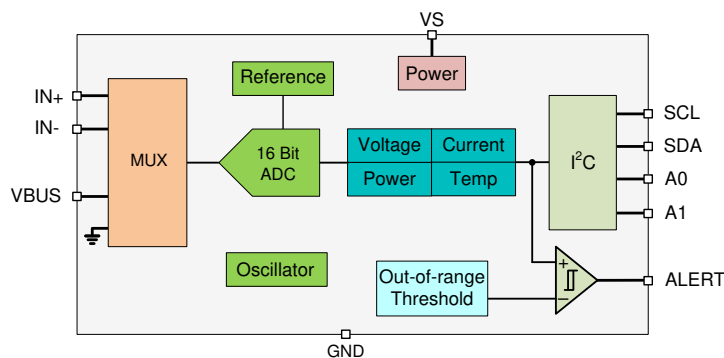 VS
IN+
IN-
VBUS
MUX
Reference
16 Bit
ADC
Power
Voltage
Current
Power
Temp
I²C
SCL
SDA
A0
A1
Oscillator
Out-of-range
Threshold
+
−
ALERT
GND